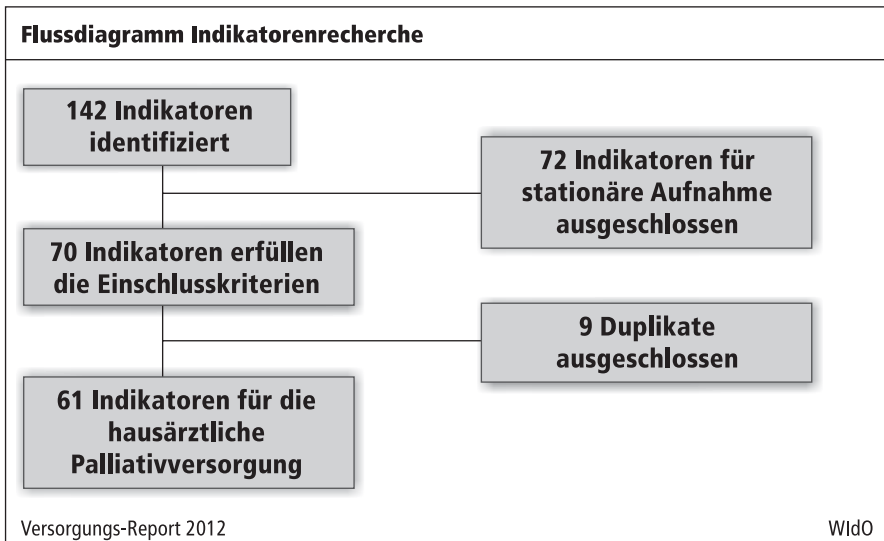 Flussdiagramm Indikatorenrecherche
142 Indikatoren
identifiziert
72 Indikatoren für
stationäre Aufnahme
ausgeschlossen
70 Indikatoren erfüllen
die Einschlusskriterien
9 Duplikate
ausgeschlossen
61 Indikatoren für die
hausärztliche
Palliativversorgung
Versorgungs-Report 2012
WIdO